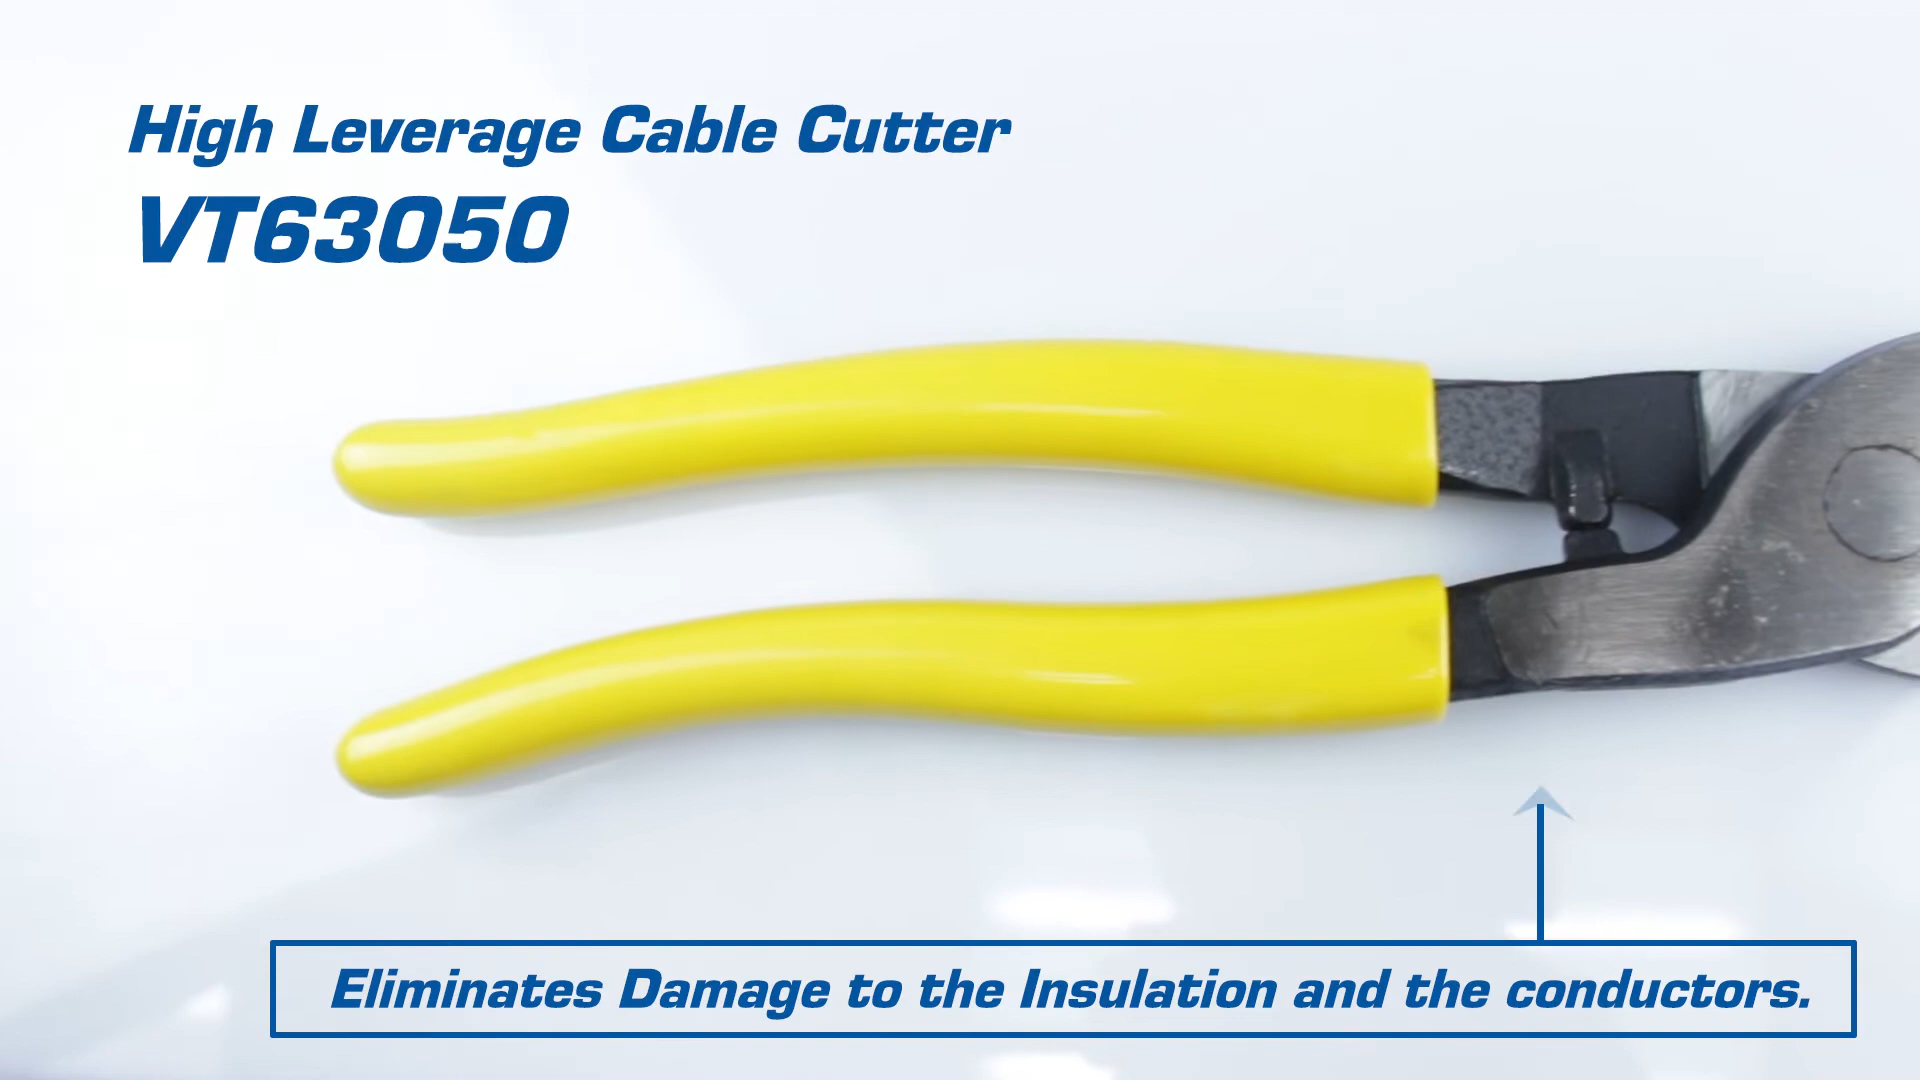 High Leverage Cable Cutter
VT63050
Eliminates Damage to the Insulation and the conductors.